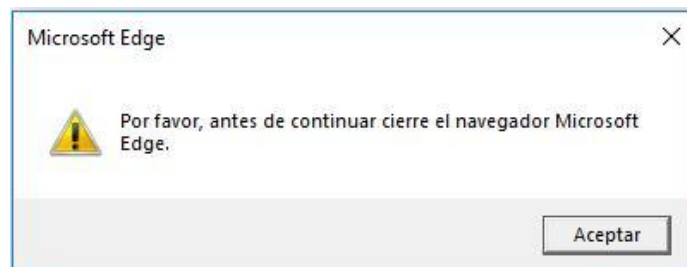 Microsoft Edge
Por favor, antes de continuar cierre el navegador Microsoft
Edge.
Aceptar